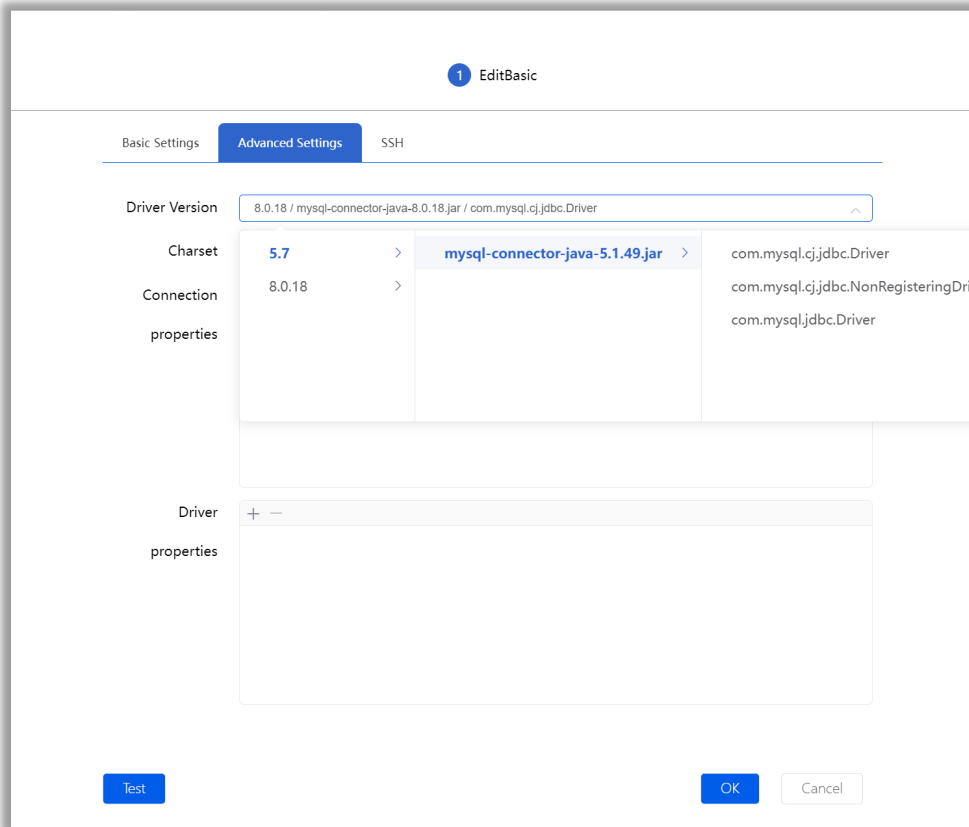 1 EditBasic
Basic Settings Advanced Settings SSH
Driver Version 8.0.18 / mysql-connector-java-8.0.18.jar / com.mysql.cj.jdbc.Driver
Charset 5.7 mysql-connector-java-5.1.49.jar com.mysql.cj.jdbc.Driver
Connection 8.0.18 com.mysql.cj.jdbc.NonRegisteringDri
properties com.mysql.jdbc.Driver
Driver
properties
Test OK Cancel